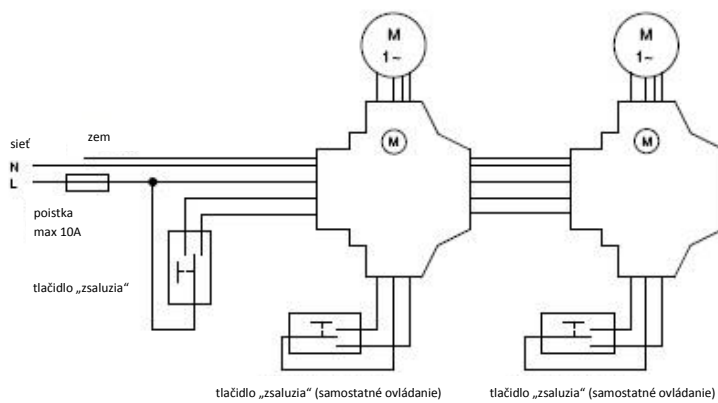 M
1~
M
1~
sieť
zem
M
M
N
L
poistka
max 10A
tlačidlo „zsaluzia“
tlačidlo „zsaluzia“ (samostatné ovládanie)
tlačidlo „zsaluzia“ (samostatné ovládanie)